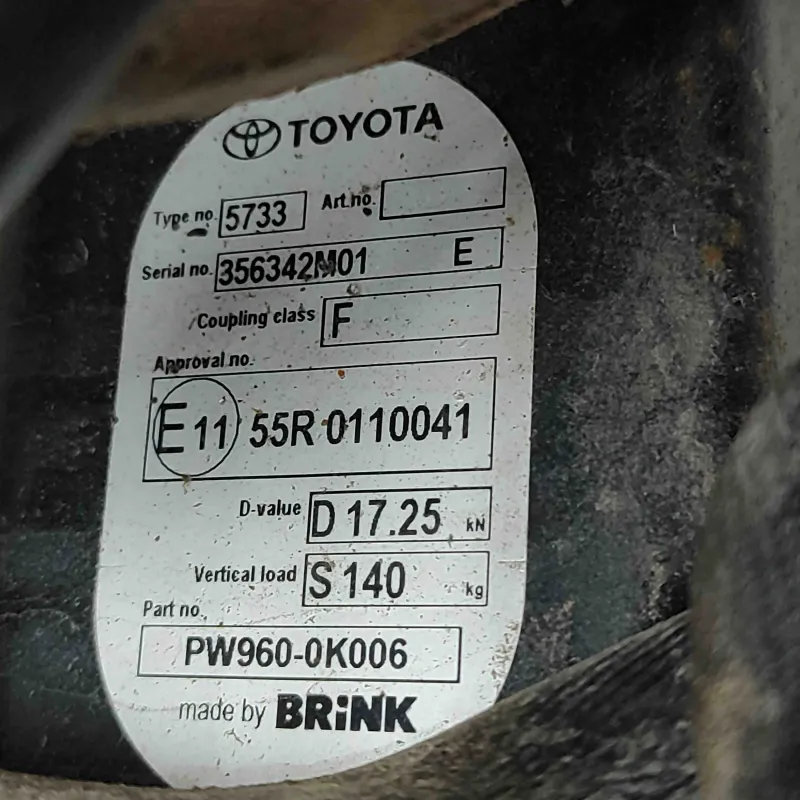 TOYOTA
Type no. 5733 Art.no.
Serial no. 356342M01 E
Coupling class F
Approval no.
E11 55R 0110041
D-value D 17.25 kN
Vertical load S 140 kg
Part no
PW960-0K006
made by BRiNK